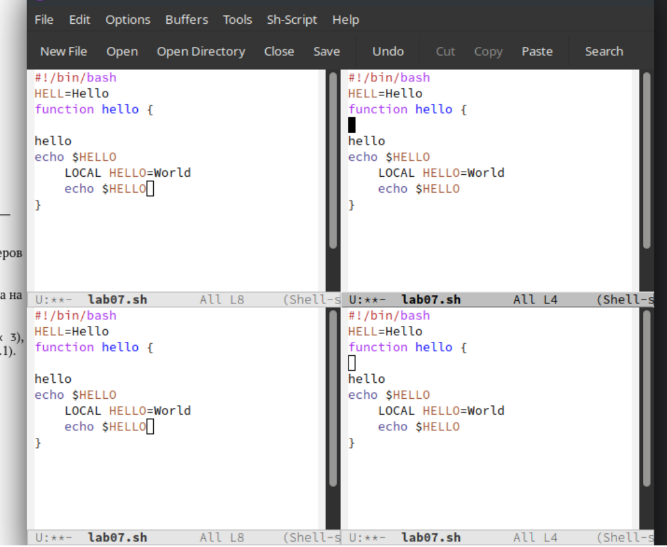 File Edit Options Buffers Tools Sh-Script Help
New File Open Open Directory Close Save Undo Cut Copy Paste Search
#!/bin/bash
HELL=Hello
function hello {
hello
echo $HELLO
LOCAL HELLO=World
echo $HELLO
}
U:**- lab07.sh All L8 (Shell-s
#!/bin/bash
HELL=Hello
function hello {
hello
echo $HELLO
LOCAL HELLO=World
echo $HELLO
}
U:**- lab07.sh All L4 (Shell-s
#!/bin/bash
HELL=Hello
function hello {
hello
echo $HELLO
LOCAL HELLO=World
echo $HELLO
}
U:**- lab07.sh All L8 (Shell-s
#!/bin/bash
HELL=Hello
function hello {
hello
echo $HELLO
LOCAL HELLO=World
echo $HELLO
}
U:**- lab07.sh All L4 (Shell-s
еров
а на
3),
.1).